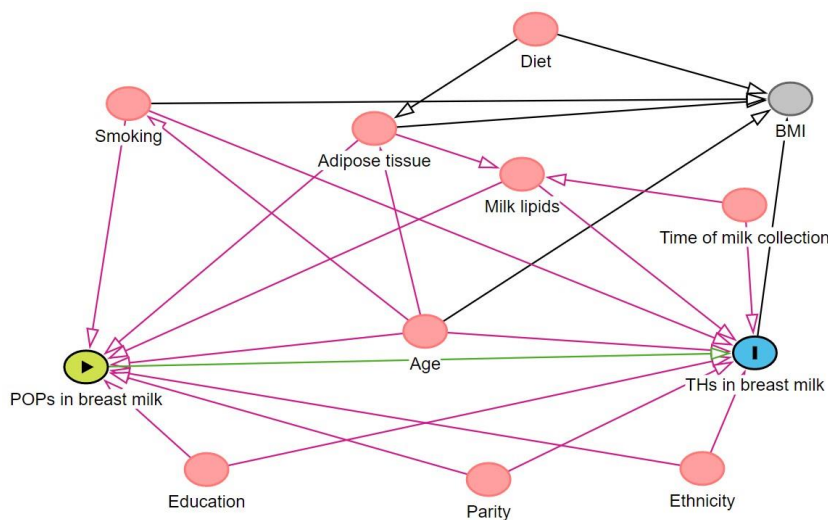 Diet
BMI
Smoking
Adipose tissue
Milk lipids
Time of milk collection
Age
POPs in breast milk
THs in breast milk
Education
Parity
Ethnicity